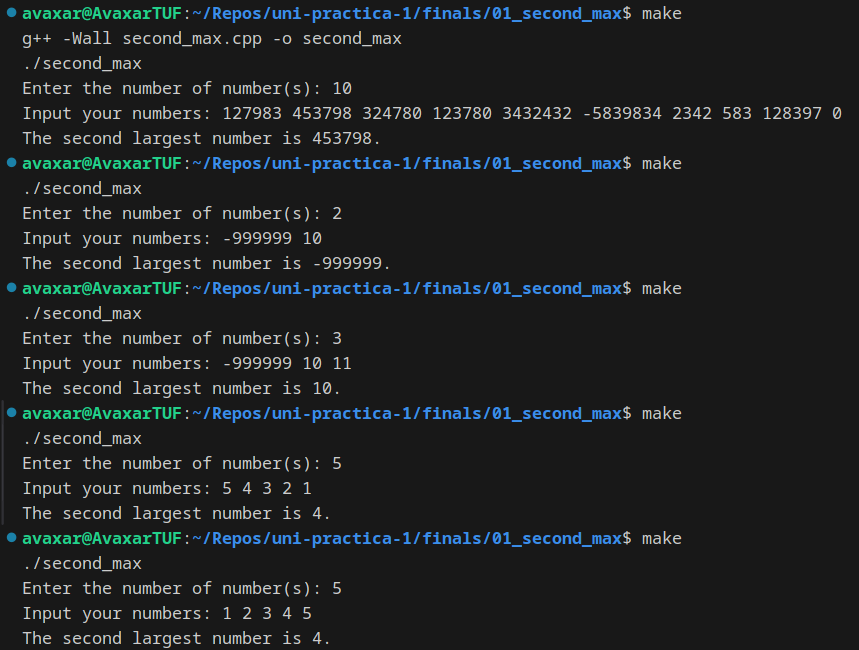 avaxar@AvaxarTUF:~/Repos/uni-practica-1/finals/01_second_max$ make
g++ -Wall second_max.cpp -o second_max
./second_max
Enter the number of number(s): 10
Input your numbers: 127983 453798 324780 123780 3432432 -5839834 2342 583 128397 0
The second largest number is 453798.
avaxar@AvaxarTUF:~/Repos/uni-practica-1/finals/01_second_max$ make
./second_max
Enter the number of number(s): 2
Input your numbers: -999999 10
The second largest number is -999999.
avaxar@AvaxarTUF:~/Repos/uni-practica-1/finals/01_second_max$ make
./second_max
Enter the number of number(s): 3
Input your numbers: -999999 10 11
The second largest number is 10.
avaxar@AvaxarTUF:~/Repos/uni-practica-1/finals/01_second_max$ make
./second_max
Enter the number of number(s): 5
Input your numbers: 5 4 3 2 1
The second largest number is 4.
avaxar@AvaxarTUF:~/Repos/uni-practica-1/finals/01_second_max$ make
./second_max
Enter the number of number(s): 5
Input your numbers: 1 2 3 4 5
The second largest number is 4.